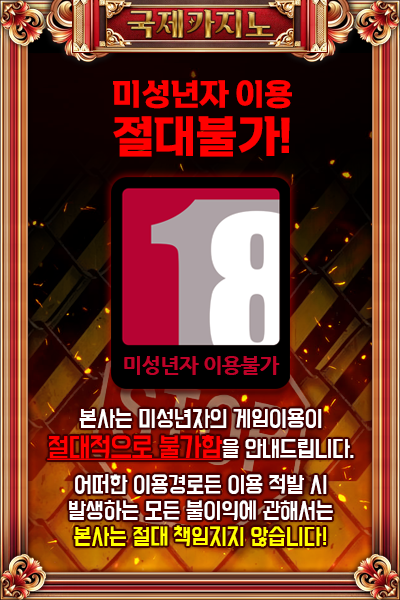 국제카지노
미성년자 이용
절대불가!
18
미성년자 이용불가
STOP
본사는 미성년자의 게임이용이
절대적으로 불가함을 안내드립니다.
어떠한 이용경로든 이용 적발 시
발생하는 모든 불이익에 관해서는
본사는 절대 책임지지 않습니다!